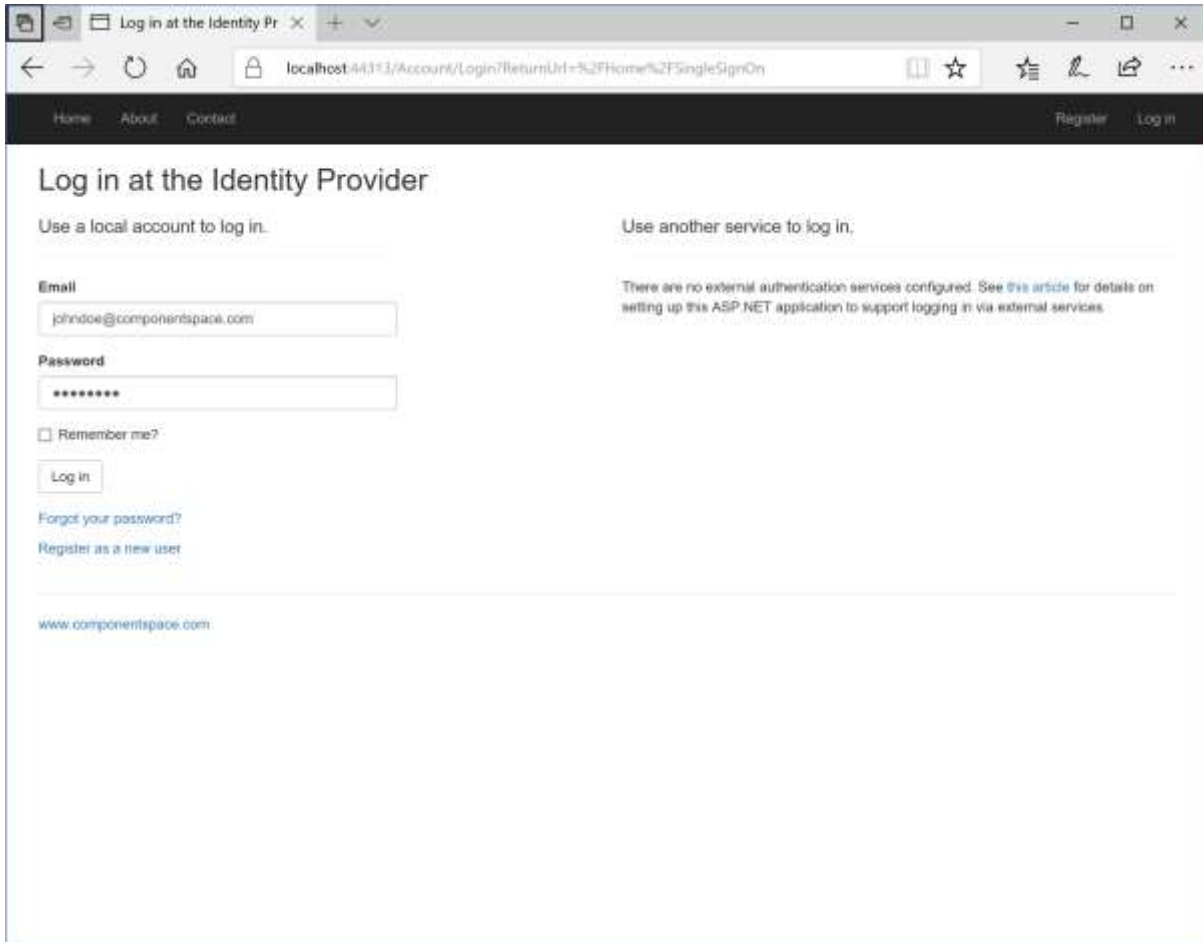 Log in at the Identity Pr
localhost:44313/Account/Login?ReturnUrl=%2FHome%2FSingleSignOn
Home About Contact Register Log in
Log in at the Identity Provider
Use a local account to log in.
Use another service to log in.
Email
johndoe@componentspace.com
Password
Remember me?
Log in
Forgot your password?
Register as a new user
There are no external authentication services configured. See this article for details on
setting up this ASP.NET application to support logging in via external services.
www.componentspace.com